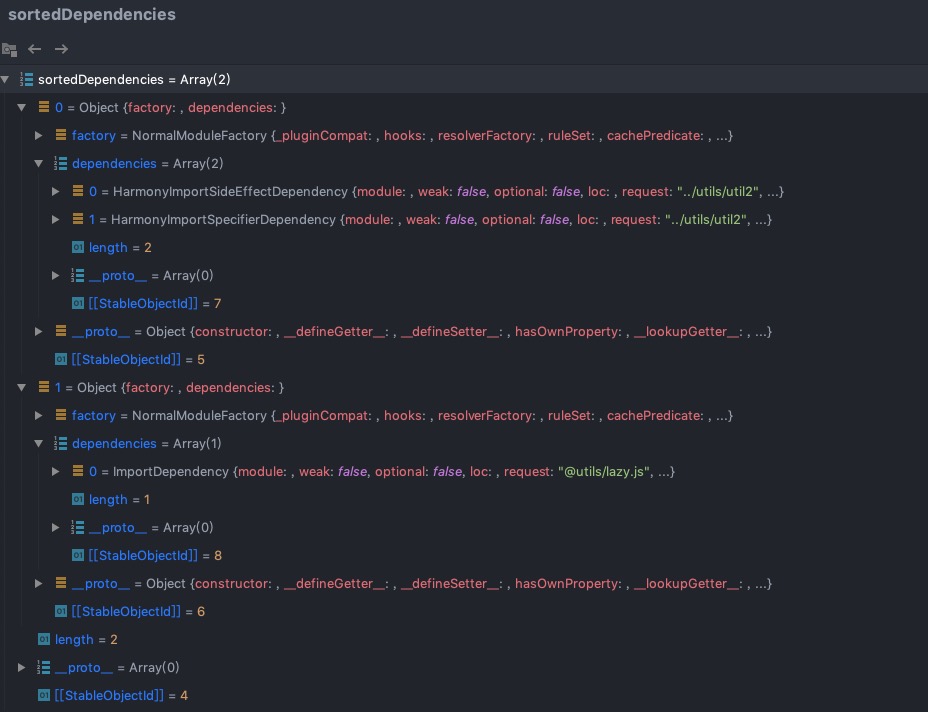 sortedDependencies
sortedDependencies = Array(2)
0 = Object {factory: , dependencies: }
factory = NormalModuleFactory {_pluginCompat: , hooks: , resolverFactory: , ruleSet: , cachePredicate: , ...}
dependencies = Array(2)
0 = HarmonyImportSideEffectDependency {module: , weak: false, optional: false, loc: , request: "../utils/util2", ...}
1 = HarmonyImportSpecifierDependency {module: , weak: false, optional: false, loc: , request: "../utils/util2", ...}
length = 2
__proto__ = Array(0)
[[StableObjectId]] = 7
__proto__ = Object {constructor: , __defineGetter__: , __defineSetter__: , hasOwnProperty: , __lookupGetter__: , ...}
[[StableObjectId]] = 5
1 = Object {factory: , dependencies: }
factory = NormalModuleFactory {_pluginCompat: , hooks: , resolverFactory: , ruleSet: , cachePredicate: , ...}
dependencies = Array(1)
0 = ImportDependency {module: , weak: false, optional: false, loc: , request: "@utils/lazy.js", ...}
length = 1
__proto__ = Array(0)
[[StableObjectId]] = 8
__proto__ = Object {constructor: , __defineGetter__: , __defineSetter__: , hasOwnProperty: , __lookupGetter__: , ...}
[[StableObjectId]] = 6
length = 2
__proto__ = Array(0)
[[StableObjectId]] = 4